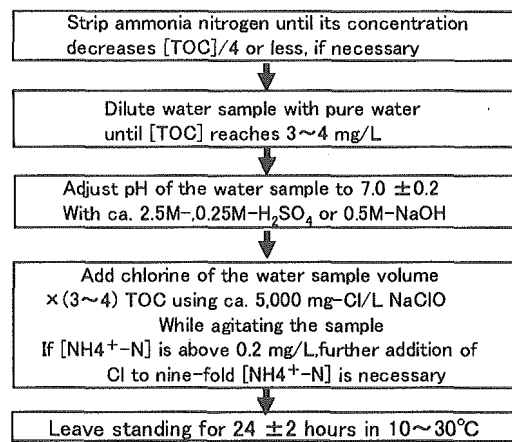 Strip ammonia nitrogen until its concentration
decreases [TOC]/4 or less, if necessary
Dilute water sample with pure water
until [TOC] reaches 3~4 mg/L
Adjust pH of the water sample to 7.0 ±0.2
With ca. 2.5M-,0.25M-H₂SO₄ or 0.5M-NaOH
Add chlorine of the water sample volume
×(3~4) TOC using ca. 5,000 mg-Cl/L NaClO
While agitating the sample
If [NH4⁺-N] is above 0.2 mg/L,further addition of
Cl to nine-fold [NH4⁺-N] is necessary
Leave standing for 24 ±2 hours in 10~30℃